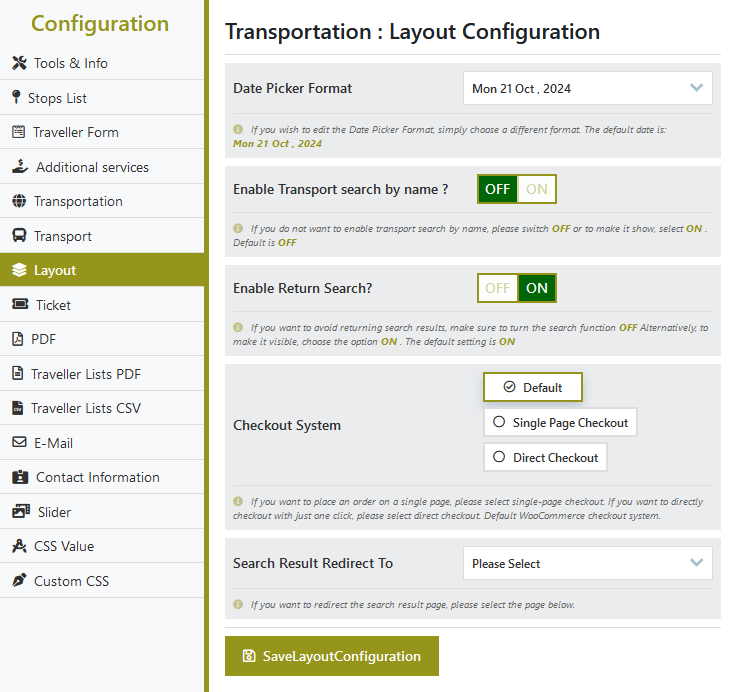 Configuration
Tools & Info
Stops List
Traveller Form
Additional services
Transportation
Transport
Layout
Ticket
PDF
Traveller Lists PDF
Traveller Lists CSV
E-Mail
Contact Information
Slider
CSS Value
Custom CSS
Transportation : Layout Configuration
Date Picker Format
Mon 21 Oct , 2024
If you wish to edit the Date Picker Format, simply choose a different format. The default date is:
Mon 21 Oct , 2024
Enable Transport search by name ?
OFF ON
If you do not want to enable transport search by name, please switch OFF or to make it show, select ON .
Default is OFF
Enable Return Search?
OFF ON
If you want to avoid returning search results, make sure to turn the search function OFF Alternatively, to
make it visible, choose the option ON . The default setting is ON
Checkout System
Default
Single Page Checkout
Direct Checkout
If you want to place an order on a single page, please select single-page checkout. If you want to directly
checkout with just one click, please select direct checkout. Default WooCommerce checkout system.
Search Result Redirect To
Please Select
If you want to redirect the search result page, please select the page below.
SaveLayoutConfiguration